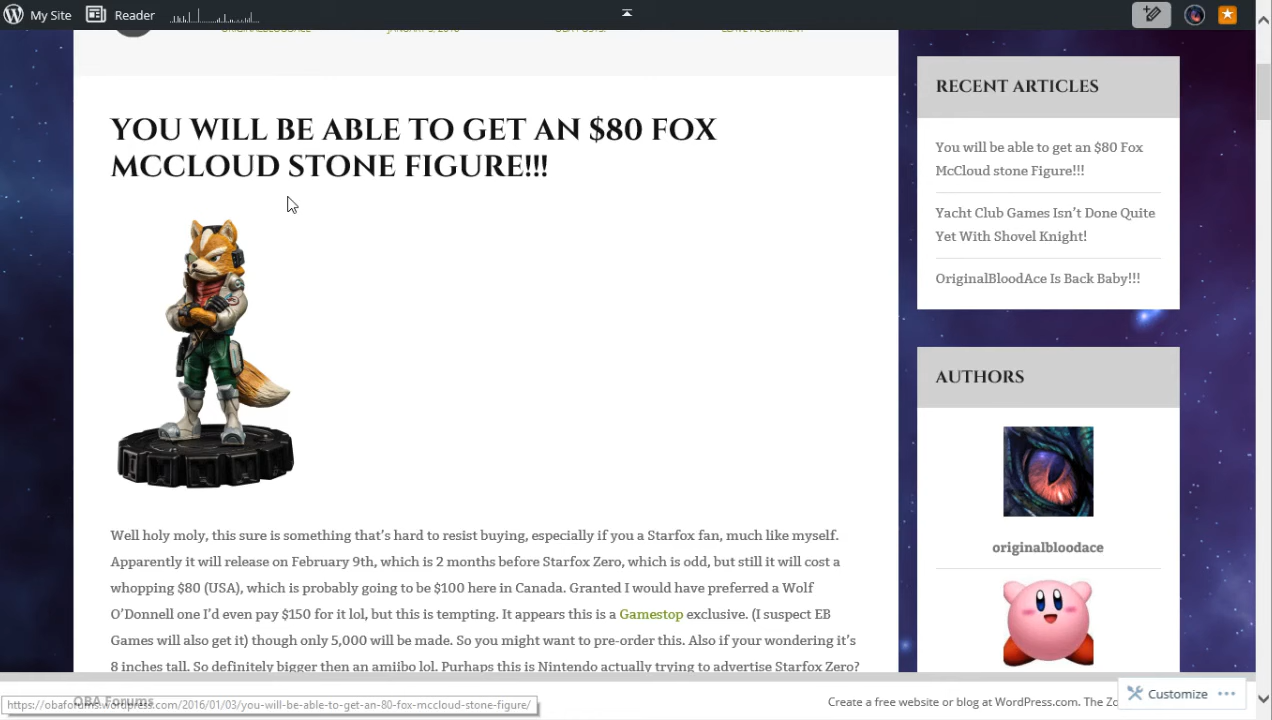 My Site Reader
ORIGINALBLOODACE JANUARY 3, 2016 OBA POSTS. LEAVE A COMMENT
YOU WILL BE ABLE TO GET AN $80 FOX
MCCLOUD STONE FIGURE!!!
Well holy moly, this sure is something that's hard to resist buying, especially if you a Starfox fan, much like myself.
Apparently it will release on February 9th, which is 2 months before Starfox Zero, which is odd, but still it will cost a
whopping $80 (USA), which is probably going to be $100 here in Canada. Granted I would have preferred a Wolf
O'Donnell one I'd even pay $150 for it lol, but this is tempting. It appears this is a Gamestop exclusive. (I suspect EB
Games will also get it) though only 5,000 will be made. So you might want to pre-order this. Also if your wondering it's
8 inches tall. So definitely bigger then an amiibo lol. Purhaps this is Nintendo actually trying to advertise Starfox Zero?
RECENT ARTICLES
You will be able to get an $80 Fox
McCloud stone Figure!!!
Yacht Club Games Isn't Done Quite
Yet With Shovel Knight!
OriginalBloodAce Is Back Baby!!!
AUTHORS
originalbloodace
OBA Forums
https://obaforums.wordpress.com/2016/01/03/you-will-be-able-to-get-an-80-fox-mccloud-stone-figure/
Create a free website or blog at WordPress.com. The Zo
Customize